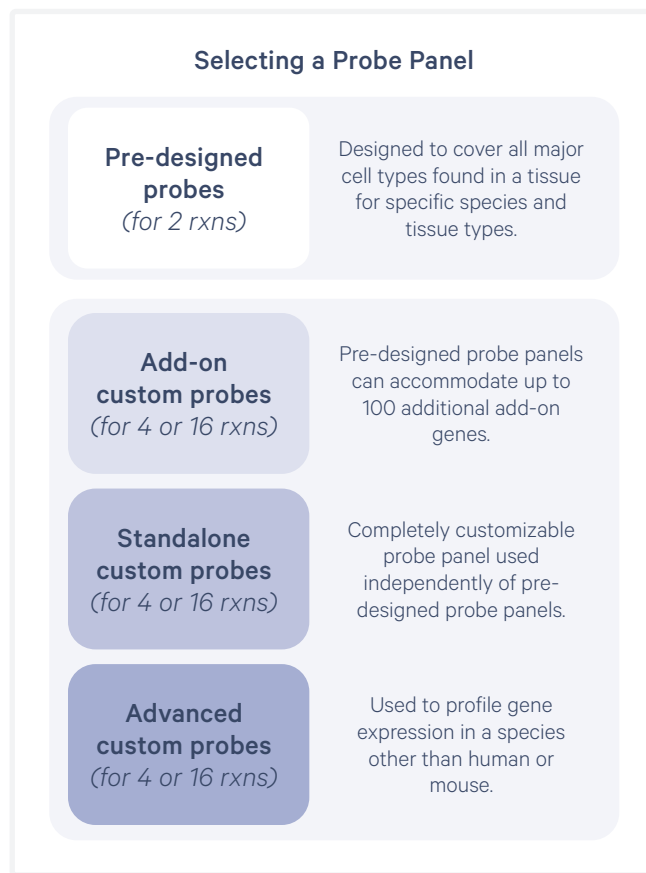 Selecting a Probe Panel
Pre-designed
probes
(for 2 rxns)
Designed to cover all major
cell types found in a tissue
for specific species and
tissue types.
Add-on
custom probes
(for 4 or 16 rxns)
Pre-designed probe panels
can accommodate up to
100 additional add-on
genes.
Standalone
custom probes
(for 4 or 16 rxns)
Completely customizable
probe panel used
independently of pre-
designed probe panels.
Advanced
custom probes
(for 4 or 16 rxns)
Used to profile gene
expression in a species
other than human or
mouse.